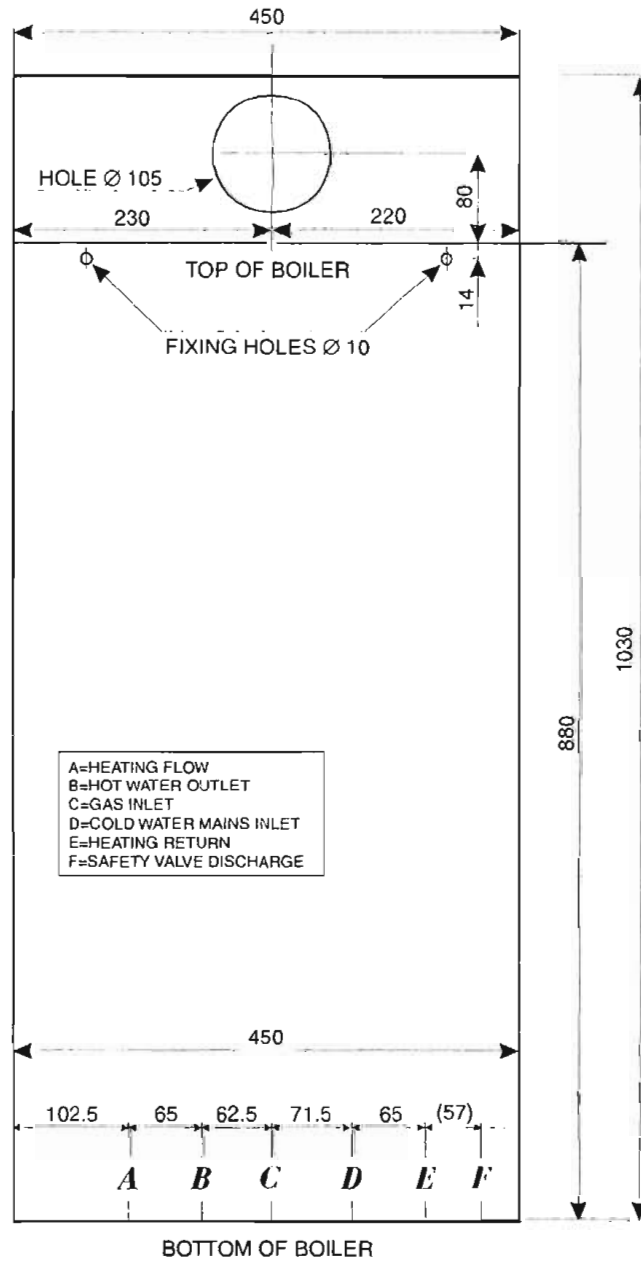 450
HOLE Ø 105
80
230
220
TOP OF BOILER
14
FIXING HOLES Ø 10
1030
880
A=HEATING FLOW
B=HOT WATER OUTLET
C=GAS INLET
D=COLD WATER MAINS INLET
E=HEATING RETURN
F=SAFETY VALVE DISCHARGE
450
102.5 65 62.5 71.5 65 (57)
A B C D E F
BOTTOM OF BOILER